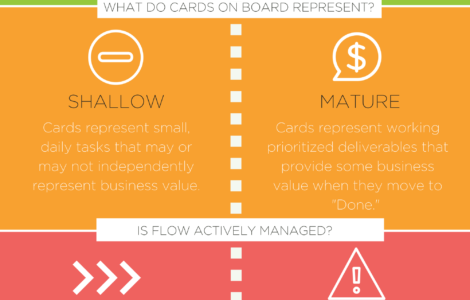 WHAT DO CARDS ON BOARD REPRESENT?
$
SHALLOW
Cards represent small,
daily tasks that may or
may not independently
represent business value.
MATURE
Cards represent working
prioritized deliverables that
provide some business
value when they move to
"Done."
IS FLOW ACTIVELY MANAGED?